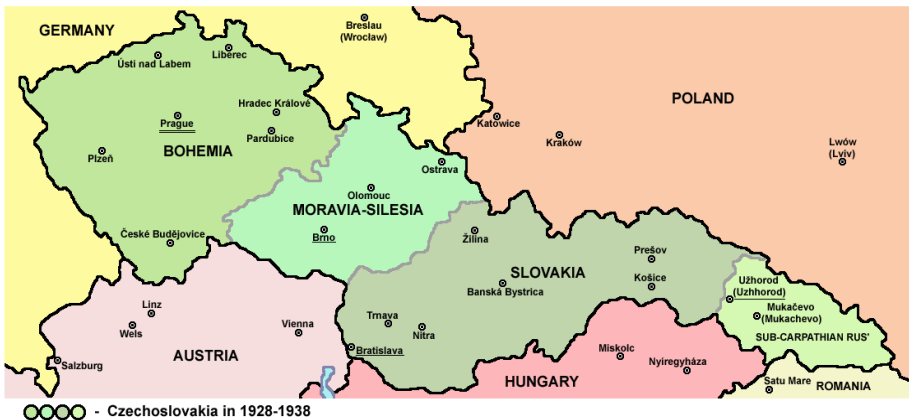 GERMANY
Breslau
(Wrocław)
Liberec
Ústí nad Labem
POLAND
Hradec Králové
Prague
Katowice
Pardubice
Kraków
Plzeň
BOHEMIA
Lwów
(Lviv)
Ostrava
Olomouc
MORAVIA-SILESIA
České Budějovice
Brno
Žilina
Prešov
SLOVAKIA
Košice
Banská Bystrica
Užhorod
(Uzhhorod)
Mukačevo
(Mukachevo)
SUB-CARPATHIAN RUS'
Linz
Wels
Vienna
Trnava
Nitra
Bratislava
AUSTRIA
Salzburg
Miskolc
Nyiregyháza
HUNGARY
Satu Mare
ROMANIA
- Czechoslovakia in 1928-1938